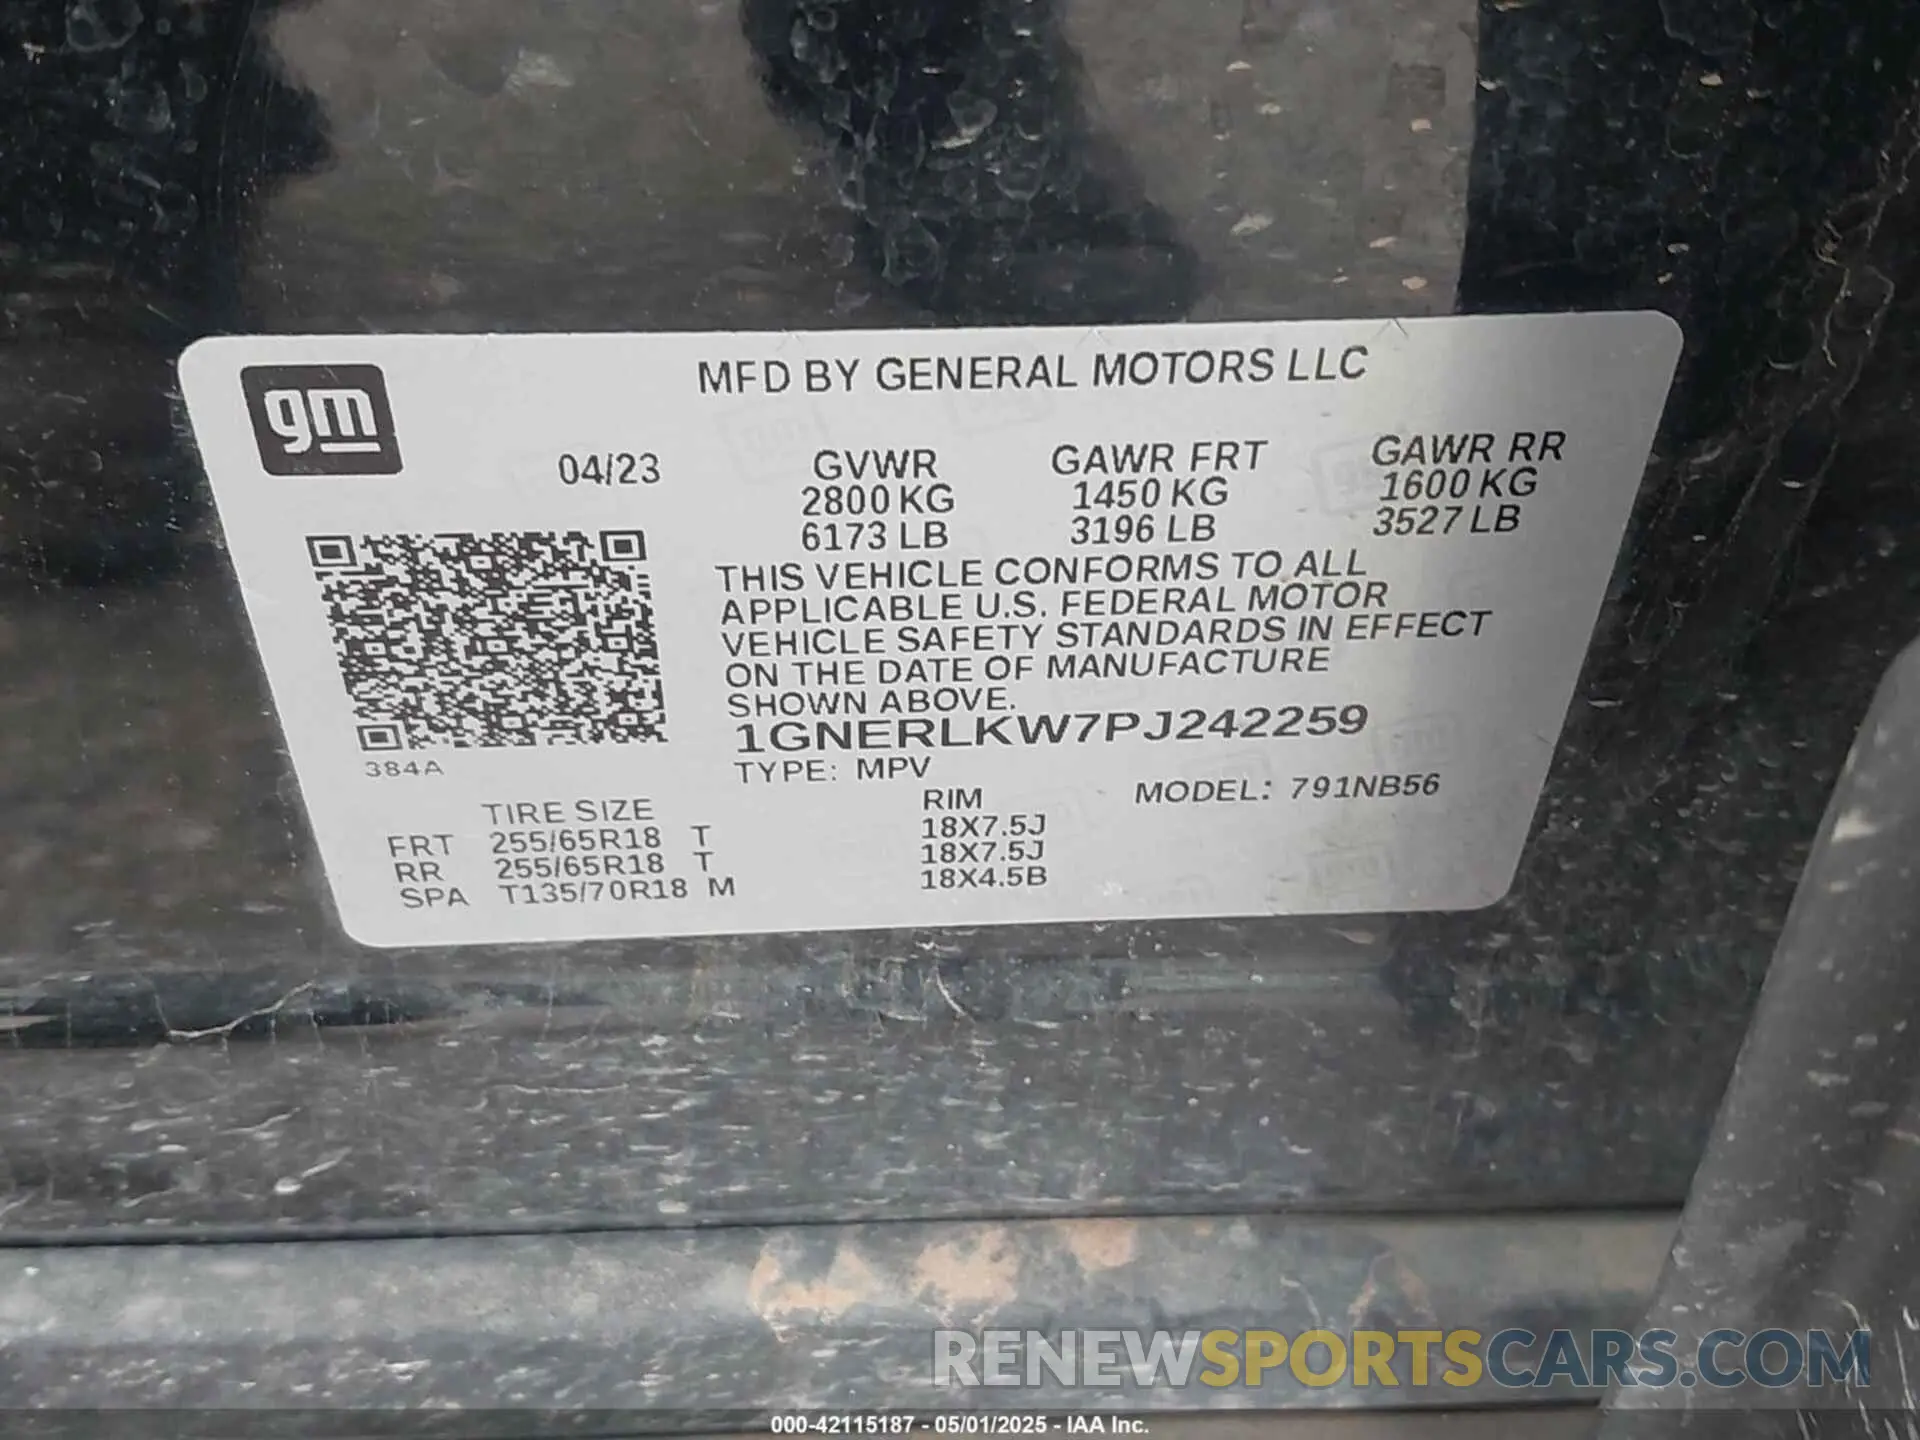 gm
MFD BY GENERAL MOTORS LLC
04/23 GVWR GAWR FRT GAWR RR
2800 KG 1450 KG 1600 KG
6173 LB 3196 LB 3527 LB
THIS VEHICLE CONFORMS TO ALL
APPLICABLE U.S. FEDERAL MOTOR
VEHICLE SAFETY STANDARDS IN EFFECT
ON THE DATE OF MANUFACTURE
SHOWN ABOVE.
1GNERLKW7PJ242259
384A
TYPE: MPV
MODEL: 791NB56
TIRE SIZE RIM
FRT 255/65R18 T 18X7.5J
RR 255/65R18 T 18X7.5J
SPA T135/70R18 M 18X4.5B
RENEWSPORTSCARS.COM
000-42115187 - 05/01/2025 - IAA Inc.